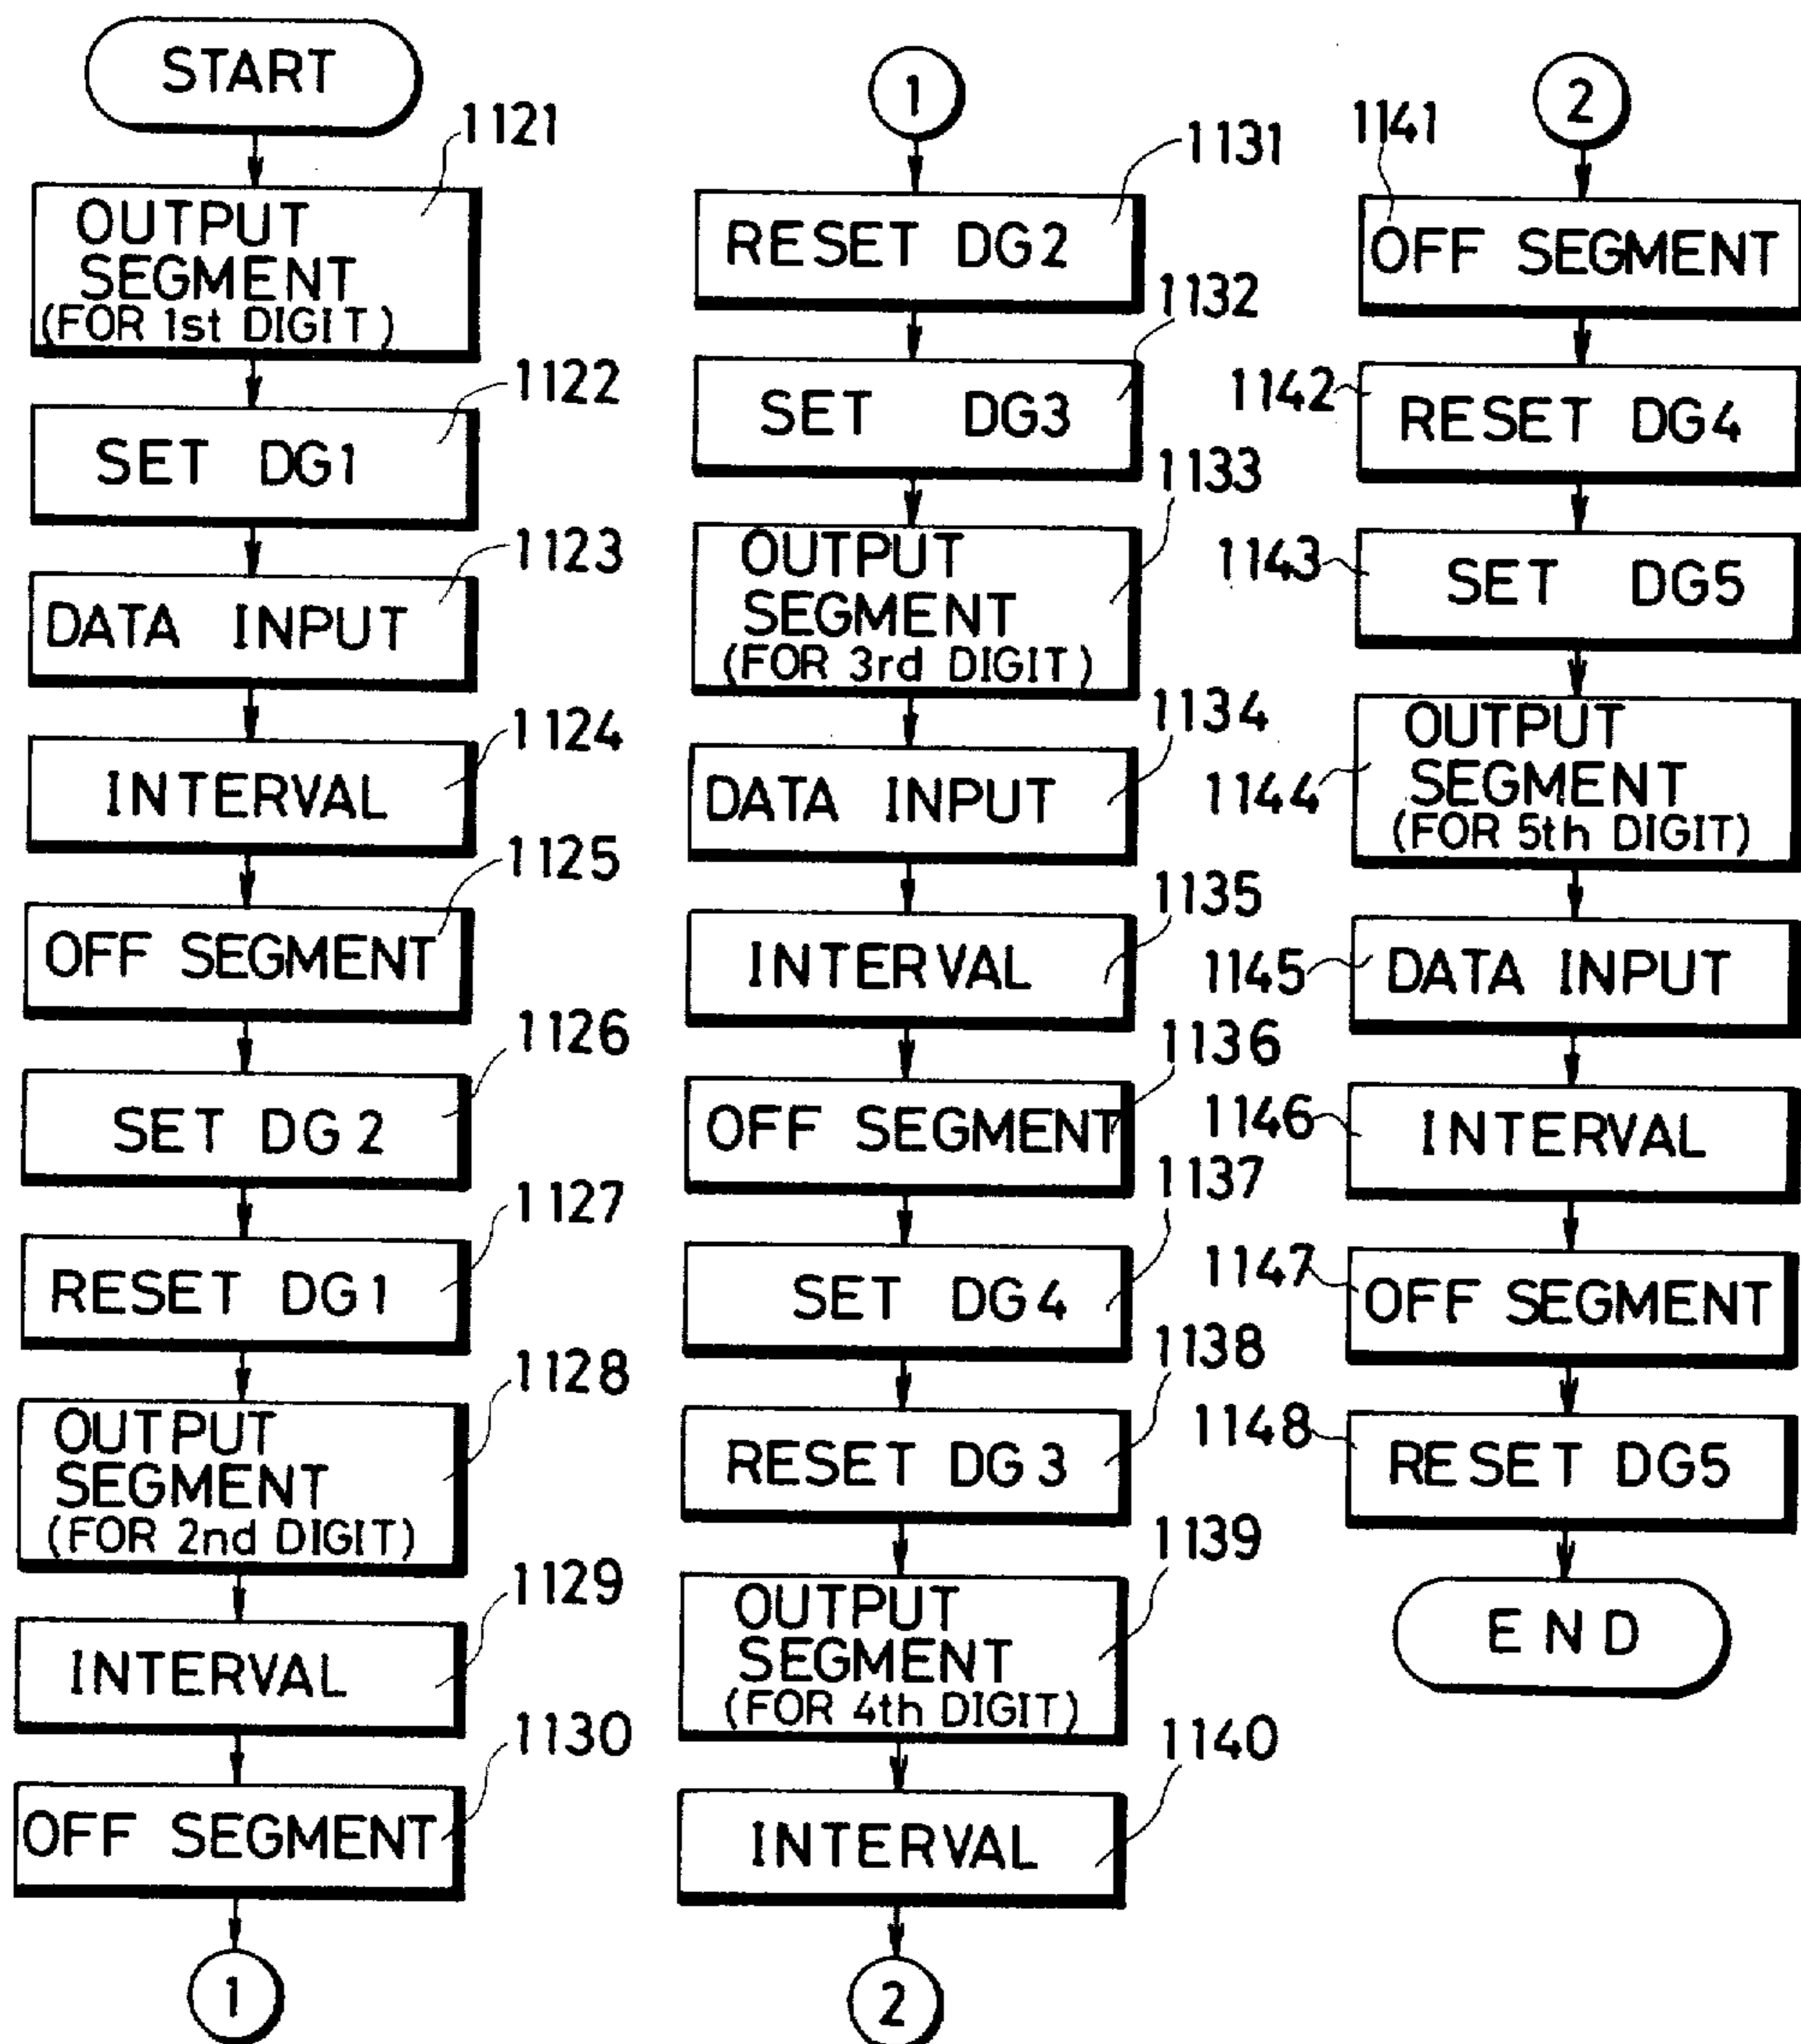 START
1121
OUTPUT
SEGMENT
(FOR 1st DIGIT)
1122
SET DG1
1123
DATA INPUT
1124
INTERVAL
1125
OFF SEGMENT
1126
SET DG2
1127
RESET DG1
1128
OUTPUT
SEGMENT
(FOR 2nd DIGIT)
1129
INTERVAL
1130
OFF SEGMENT
1
1
1131
RESET DG2
1132
SET DG3
1133
OUTPUT
SEGMENT
(FOR 3rd DIGIT)
1134
DATA INPUT
1135
INTERVAL
1136
OFF SEGMENT
1137
SET DG4
1138
RESET DG3
1139
OUTPUT
SEGMENT
(FOR 4th DIGIT)
1140
INTERVAL
2
2
1141
OFF SEGMENT
1142
RESET DG4
1143
SET DG5
1144
OUTPUT
SEGMENT
(FOR 5th DIGIT)
1145
DATA INPUT
1146
INTERVAL
1147
OFF SEGMENT
1148
RESET DG5
END